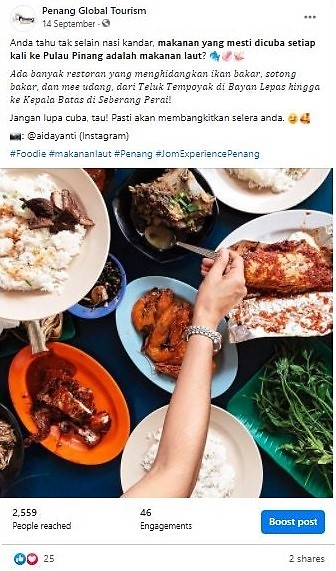 Penang Global Tourism
14 September ·
Anda tahu tak selain nasi kandar, makanan yang mesti dicuba setiap
kali ke Pulau Pinang adalah makanan laut? 🐟🦐🦑
Ada banyak restoran yang menghidangkan ikan bakar, sotong
bakar, dan mee udang, dari Teluk Tempoyak di Bayan Lepas hingga
ke Kepala Batas di Seberang Perai!
Jangan lupa cuba, tau! Pasti akan membangkitkan selera anda. 😋🥰
📷: @aidayanti (Instagram)
#Foodie #makananlaut #Penang #JomExperiencePenang
2,559 46 Boost post
People reached Engagements
25 2 shares